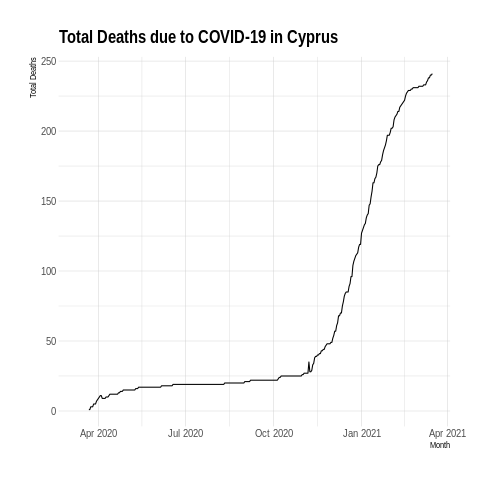 Total Deaths due to COVID-19 in Cyprus
Total Deaths
250
200
150
100
50
0
Apr 2020 Jul 2020 Oct 2020 Jan 2021 Apr 2021
Month